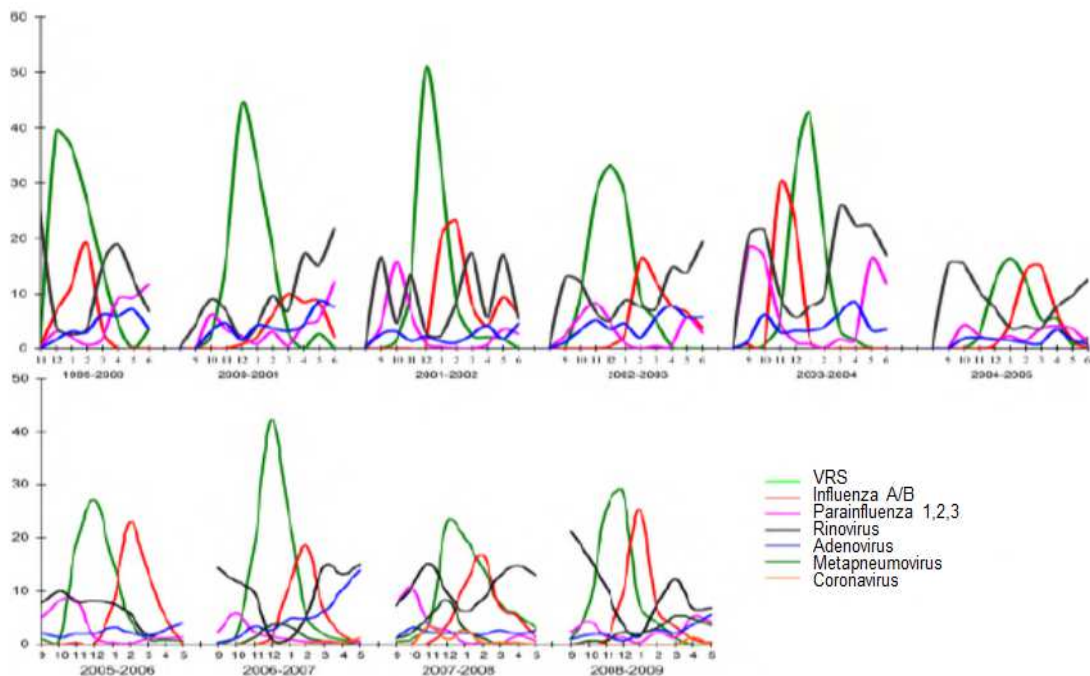 60
50
40
30
20
10
0
11 12 1 2 3 4 5 6
9 10 11 12 1 2 3 4 5 6
9 10 11 12 1 2 3 4 5 6
9 10 11 12 1 2 3 4 5 6
9 10 11 12 1 2 3 4 5 6
9 10 11 12 1 2 3 4 5 6
2000-2001
2001-2002
2002-2003
2003-2004
2004-2005
50
40
30
20
10
0
9 10 11 12 1 2 3 4 5
9 10 11 12 1 2 3 4 5
9 10 11 12 1 2 3 4 5
9 10 11 12 1 2 3 4 5
2005-2006
2006-2007
2007-2008
2008-2009
VRS
Influenza A/B
Parainfluenza 1,2,3
Rinovirus
Adenovirus
Metapneumovirus
Coronavirus